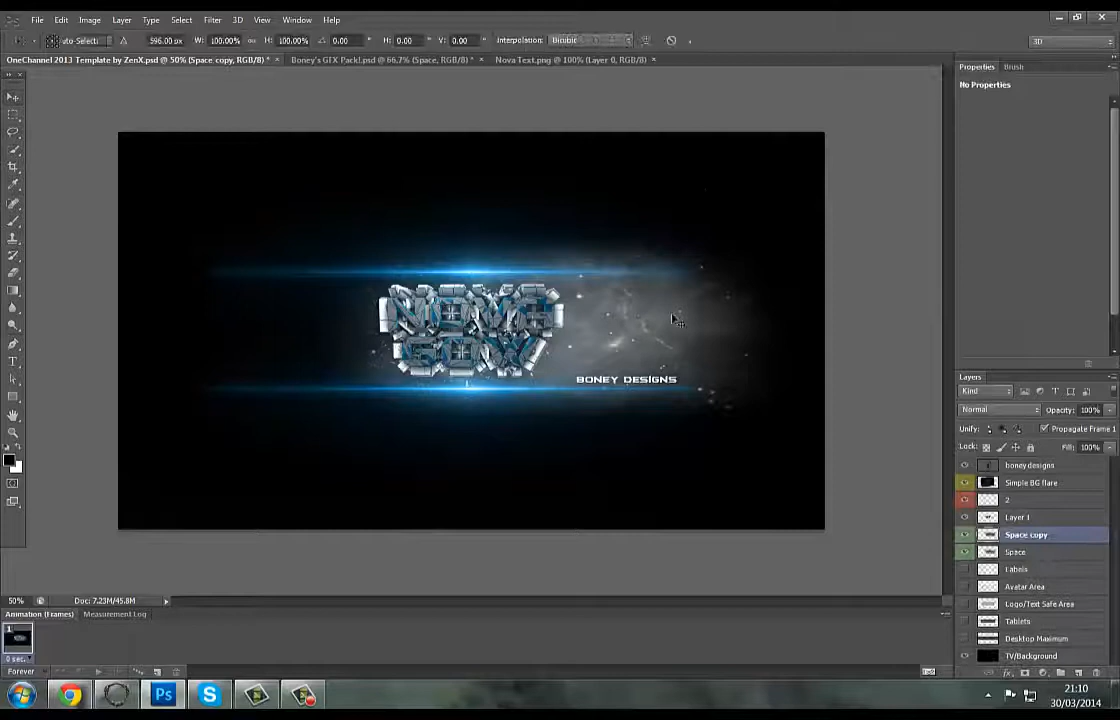 File Edit Image Layer Type Select Filter 3D View Window Help
596.00 px W: 100.00% H: 100.00% 0.00 ° H: 0.00 ° V: 0.00 ° Interpolation: Bicubic 3D
OneChannel 2013 Template by ZenX.psd @ 50% (Space copy, RGB/8) * × Boney's GFX Pack!.psd @ 66.7% (Space, RGB/8) * × Nova Text.png @ 100% (Layer 0, RGB/8) ×
Properties Brush
No Properties
NOVA
GOW
BONEY DESIGNS
Layers
Kind
Normal Opacity: 100%
Unify: Propagate Frame 1
Lock: Fill: 100%
boney designs
Simple BG flare
2
Layer 1
Space copy
Space
Labels
Avatar Area
Logo/Text Safe Area
Tablets
Desktop Maximum
TV/Background
50% Doc: 7.23M/45.8M
Animation (Frames) Measurement Log
1
0 sec.
Forever
Ps
21:10
30/03/2014